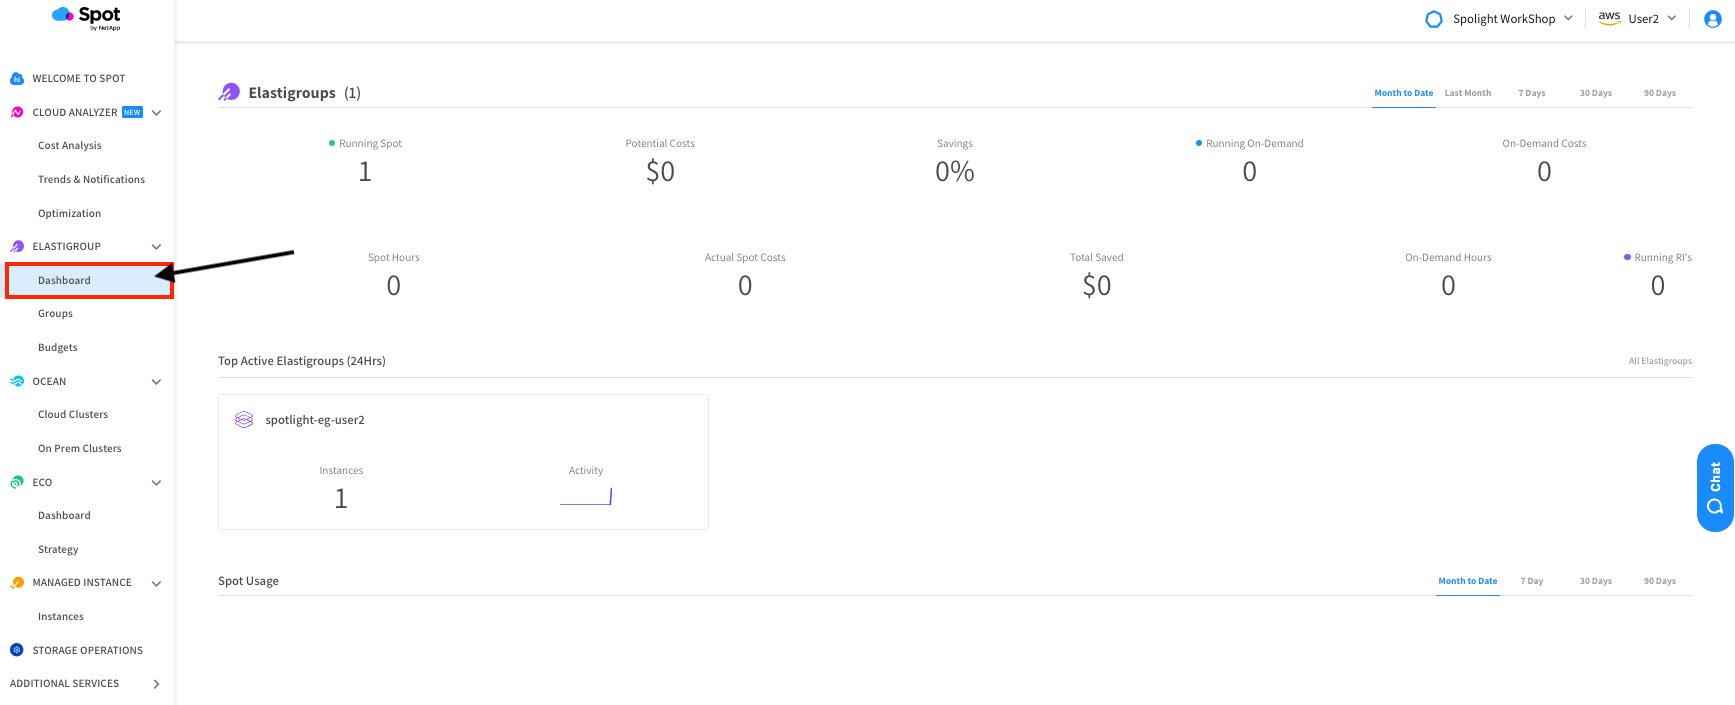 Spot
by NetApp
Spolight WorkShop
aws
User2
WELCOME TO SPOT
CLOUD ANALYZER NEW
Cost Analysis
Trends & Notifications
Optimization
ELASTIGROUP
Dashboard
Groups
Budgets
OCEAN
Cloud Clusters
On Prem Clusters
ECO
Dashboard
Strategy
MANAGED INSTANCE
Instances
STORAGE OPERATIONS
ADDITIONAL SERVICES
Elastigroups (1)
Month to Date Last Month 7 Days 30 Days 90 Days
Running Spot Potential Costs Savings Running On-Demand On-Demand Costs
1 $0 0% 0 0
Spot Hours Actual Spot Costs Total Saved On-Demand Hours Running RI's
0 0 $0 0 0
Top Active Elastigroups (24Hrs) All Elastigroups
spotlight-eg-user2
Instances Activity
1
Spot Usage Month to Date 7 Day 30 Days 90 Days
Chat